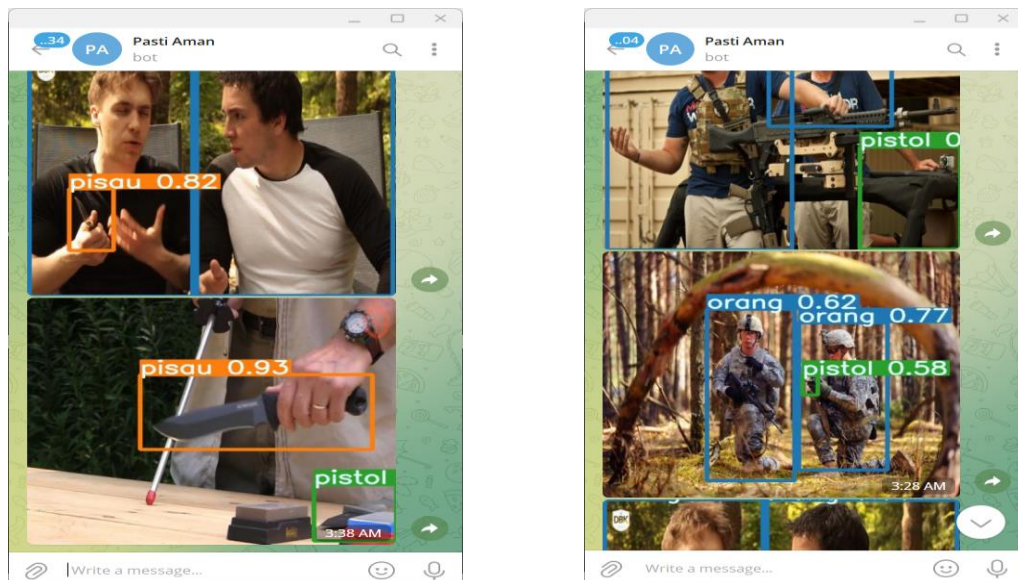 ..34
PA
Pasti Aman
bot
pisau 0.82
pisau 0.93
pistol
3:38 AM
Write a message...
..04
PA
Pasti Aman
bot
pistol 0
orang 0.62
orang 0.77
pistol 0.58
3:28 AM
DBK
Write a message...